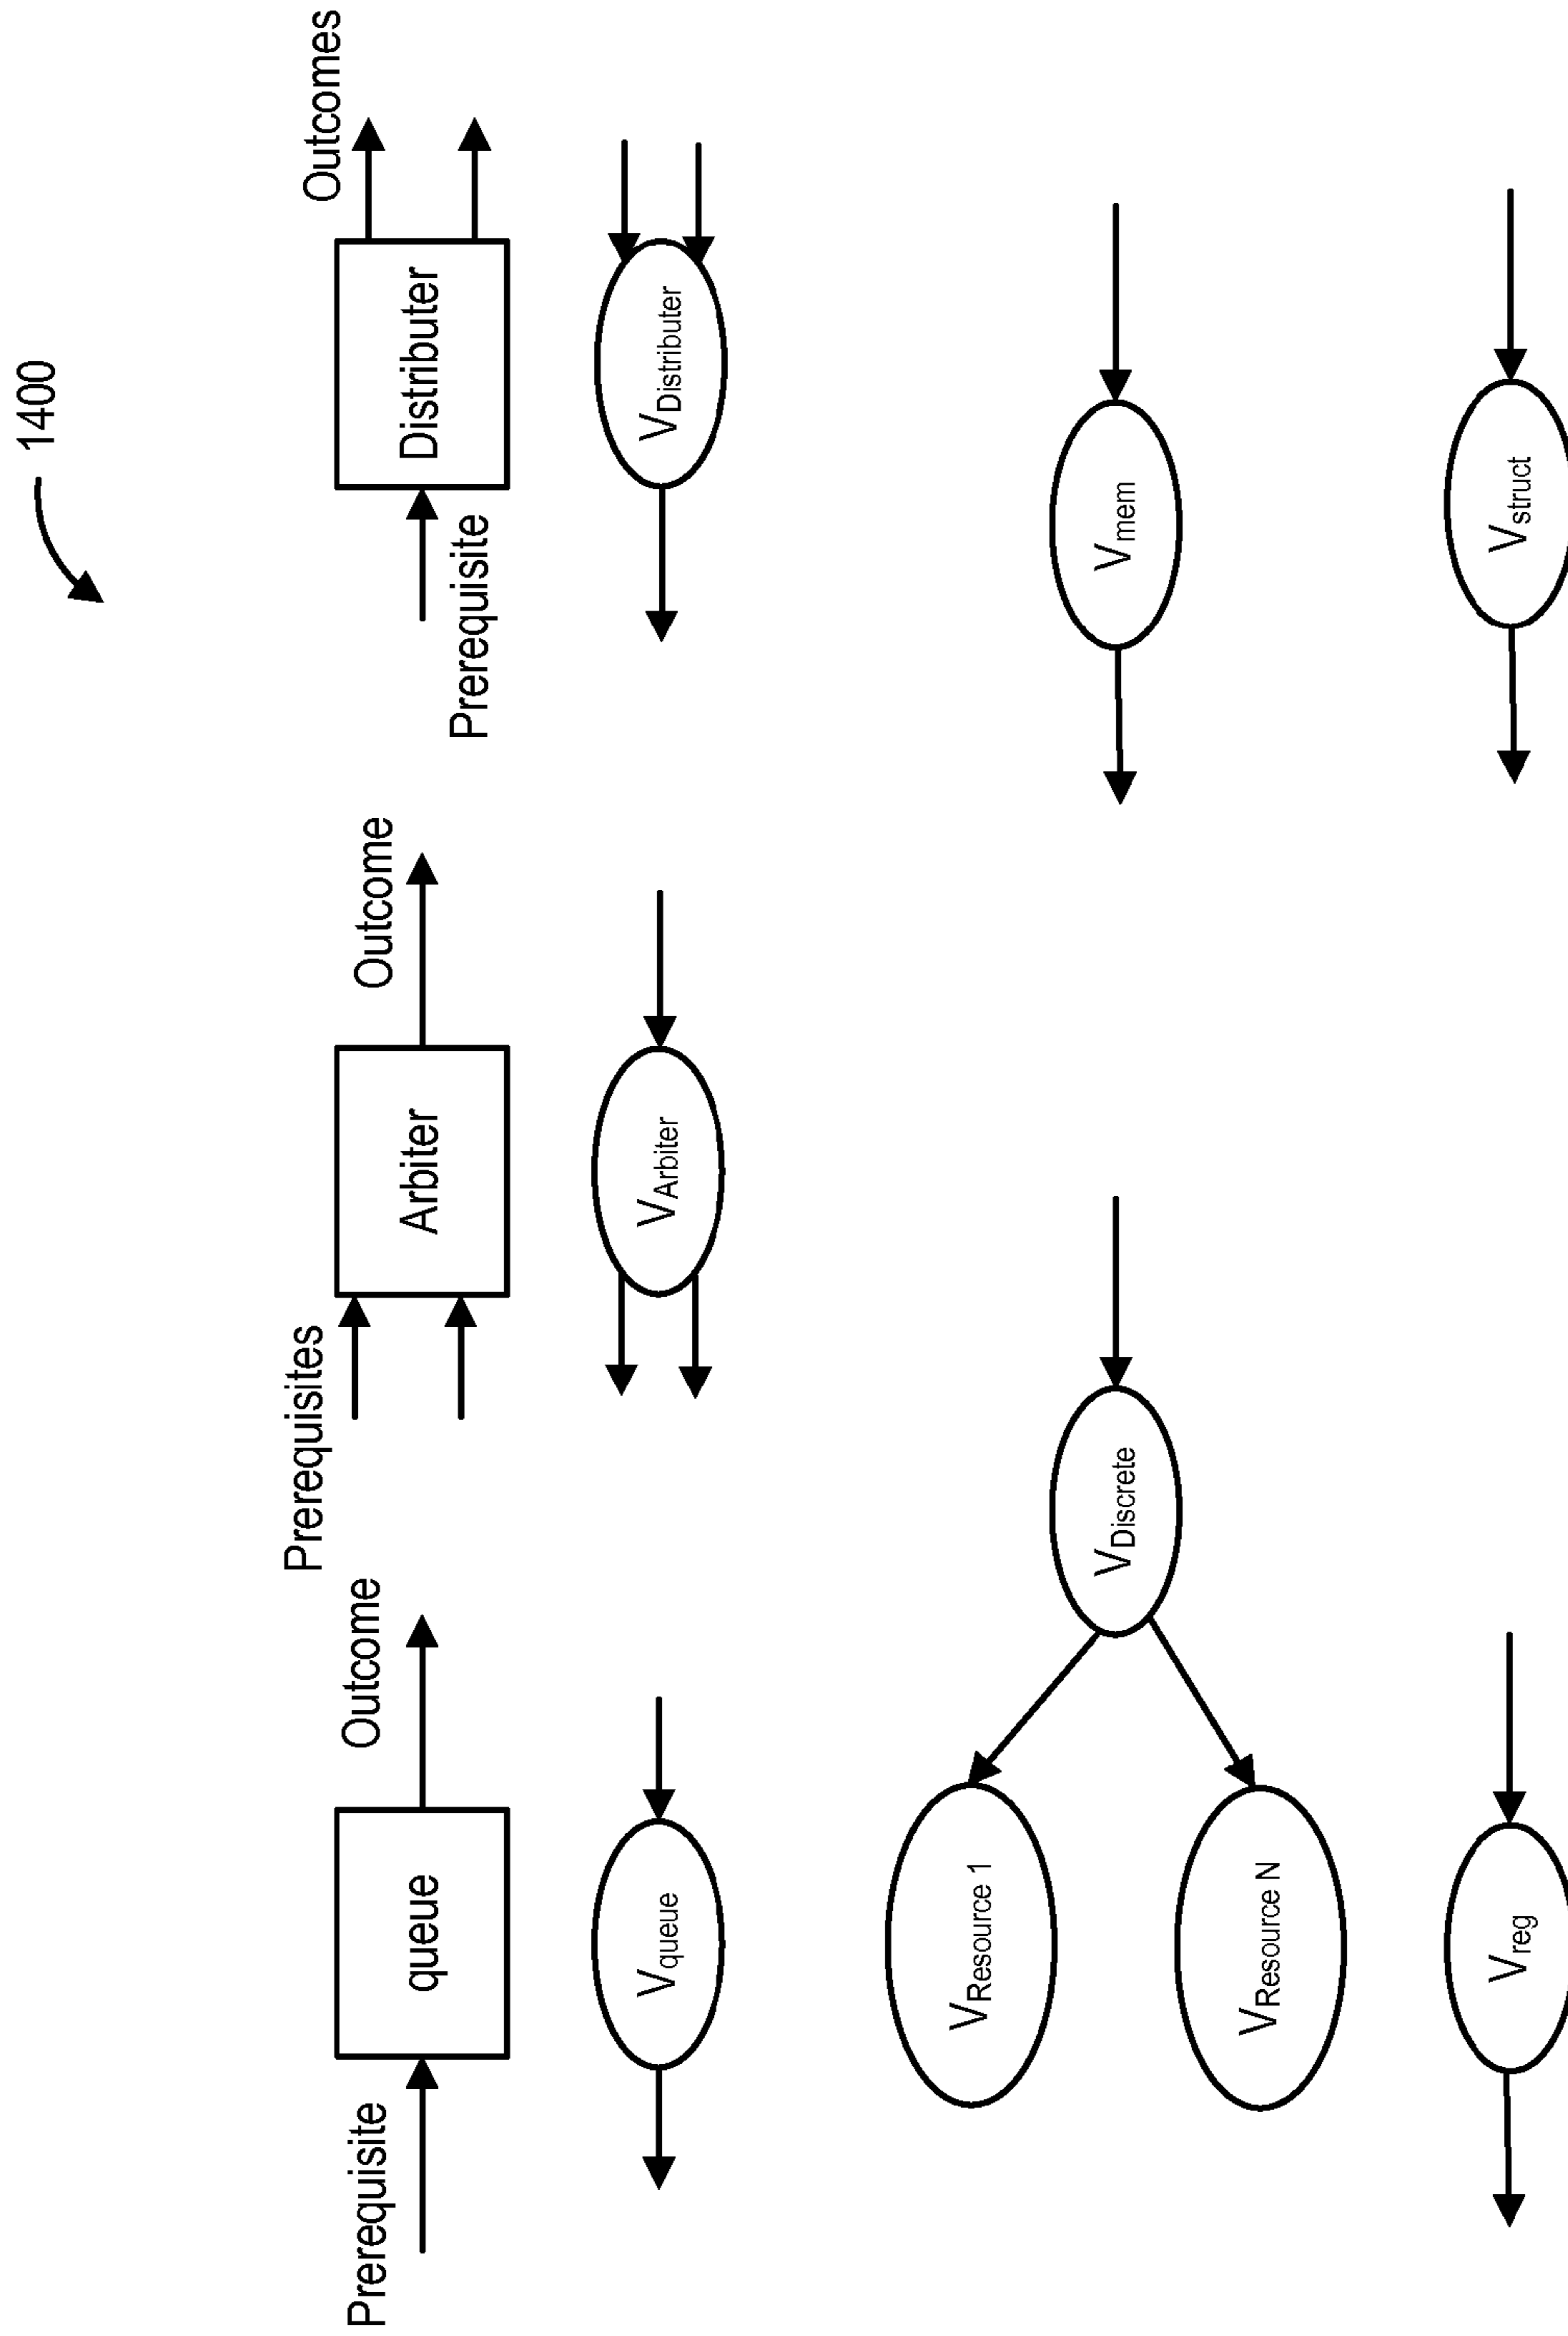 1400
Prerequisite
queue
Outcome
Prerequisites
Arbiter
Outcome
Prerequisite
Distributer
Outcomes
Vqueue
VArbiter
VDistributer
VResource 1
VResource N
VDiscrete
Vmem
Vreg
Vstruct